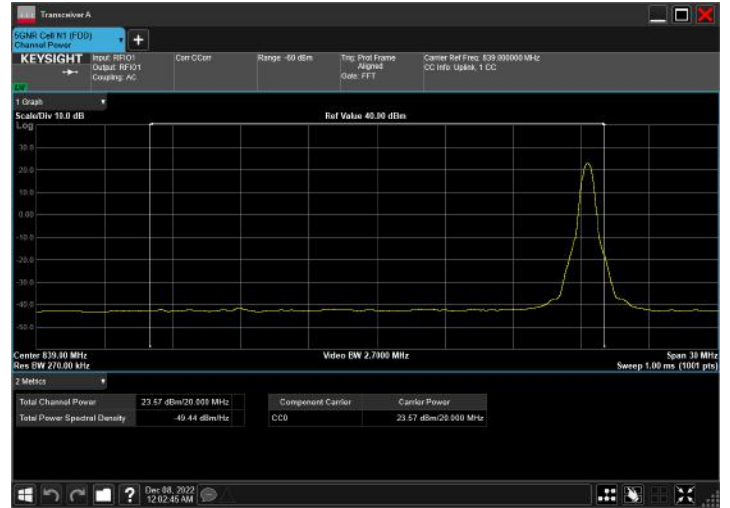 Transceiver A
5GNR Cell N1 (FDD)
Channel Power
KEYSIGHT
Input: RFIO1
Output: RFIO1
Coupling: AC
Corr CCorr
Range -60 dBm
Trig: Prot Frame
Aligned
Gate: FFT
Carrier Ref Freq: 839.000000 MHz
CC Info: Uplink, 1 CC
1 Graph
Scale/Div 10.0 dB
Ref Value 40.00 dBm
Log
30.0
20.0
10.0
0.00
-10.0
-20.0
-30.0
-40.0
-50.0
Center 839.00 MHz
Video BW 2.7000 MHz
Span 30 MHz
Res BW 270.00 kHz
Sweep 1.00 ms (1001 pts)
2 Metrics
Total Channel Power 23.57 dBm/20.000 MHz
Total Power Spectral Density -49.44 dBm/Hz
Component Carrier Carrier Power
CC0 23.57 dBm/20.000 MHz
Dec 08, 2022
12:02:45 AM